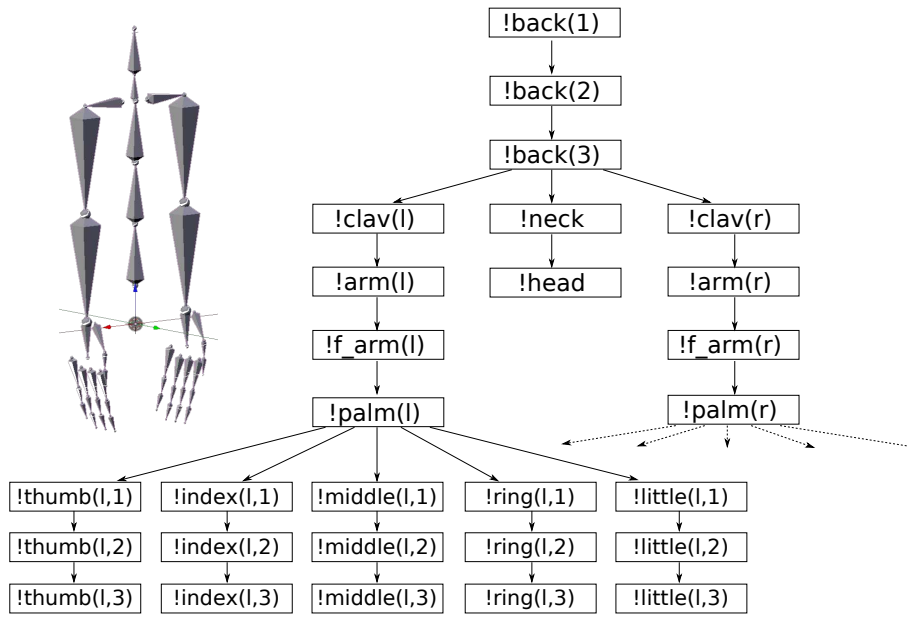 !back(1)
!back(2)
!back(3)
!clav(l) !neck !clav(r)
!arm(l) !head !arm(r)
!f_arm(l) !f_arm(r)
!palm(l) !palm(r)
!thumb(l,1) !index(l,1) !middle(l,1) !ring(l,1) !little(l,1)
!thumb(l,2) !index(l,2) !middle(l,2) !ring(l,2) !little(l,2)
!thumb(l,3) !index(l,3) !middle(l,3) !ring(l,3) !little(l,3)